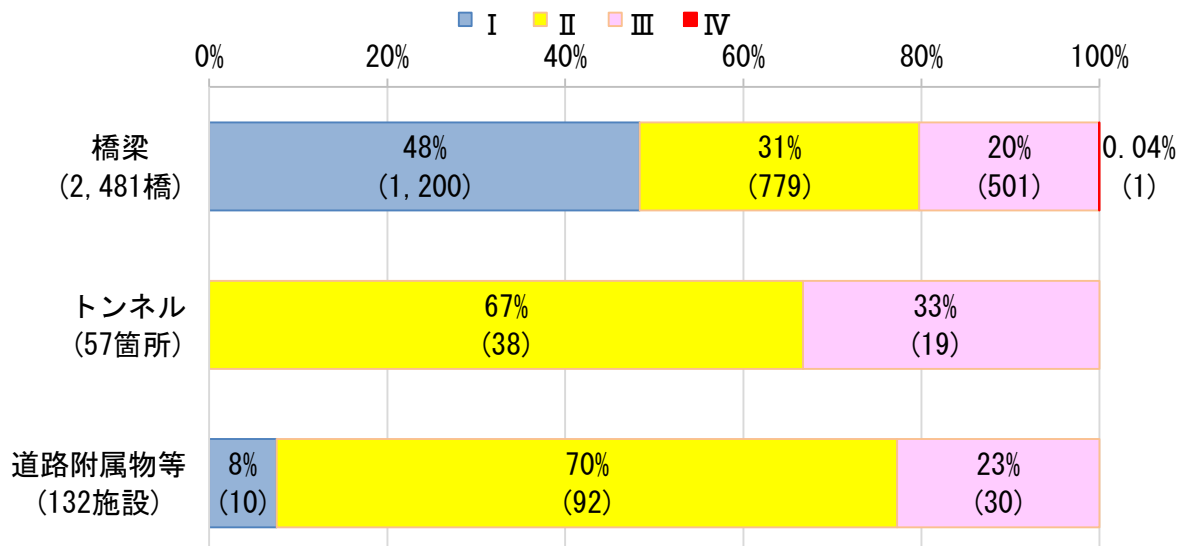 Ⅰ Ⅱ Ⅲ Ⅳ
0% 20% 40% 60% 80% 100%
橋梁
(2,481橋)
48%
(1,200)
31%
(779)
20%
(501)
0.04%
(1)
トンネル
(57箇所)
67%
(38)
33%
(19)
道路附属物等
(132施設)
8%
(10)
70%
(92)
23%
(30)